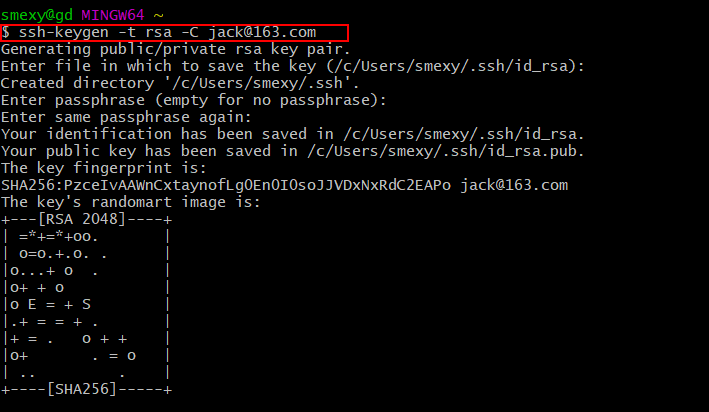 smexy@gd MINGW64 ~
$ ssh-keygen -t rsa -C jack@163.com
Generating public/private rsa key pair.
Enter file in which to save the key (/c/Users/smexy/.ssh/id_rsa):
Created directory '/c/Users/smexy/.ssh'.
Enter passphrase (empty for no passphrase):
Enter same passphrase again:
Your identification has been saved in /c/Users/smexy/.ssh/id_rsa.
Your public key has been saved in /c/Users/smexy/.ssh/id_rsa.pub.
The key fingerprint is:
SHA256:PzceIvAAWnCxtaynofLg0En0I0soJJVDxNxRdC2EAPo jack@163.com
The key's randomart image is:
+---[RSA 2048]----+
| =*+=*+oo.       |
| o=o.+.o. .      |
|o...+ o  .       |
|o+ + o           |
|o E = + S        |
|.+ = = + .       |
|+ = .   o + +    |
|o+       . = o   |
| ..         .    |
+----[SHA256]-----+